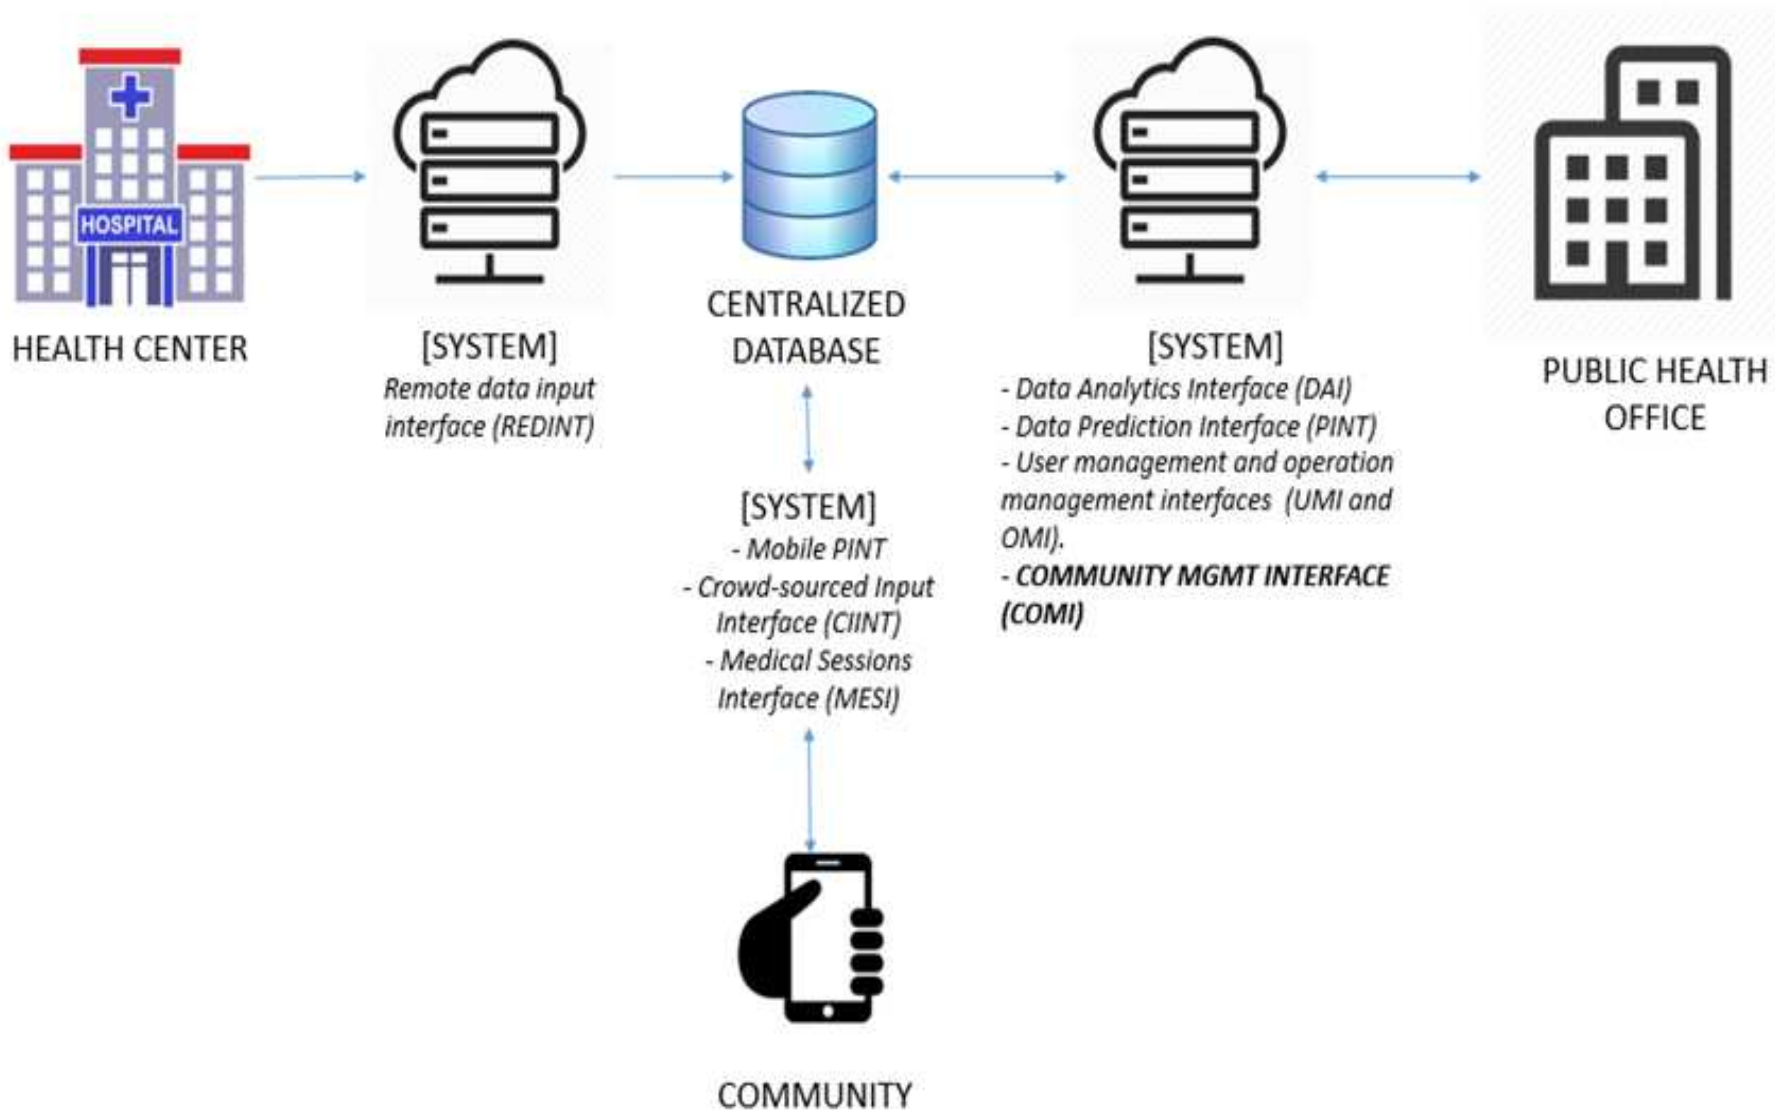 HOSPITAL
HEALTH CENTER
[SYSTEM]
Remote data input
interface (REDINT)
CENTRALIZED
DATABASE
[SYSTEM]
- Mobile PINT
- Crowd-sourced Input
Interface (CIINT)
- Medical Sessions
Interface (MESI)
COMMUNITY
[SYSTEM]
- Data Analytics Interface (DAI)
- Data Prediction Interface (PINT)
- User management and operation
management interfaces (UMI and
OMI).
- COMMUNITY MGMT INTERFACE
(COMI)
PUBLIC HEALTH
OFFICE